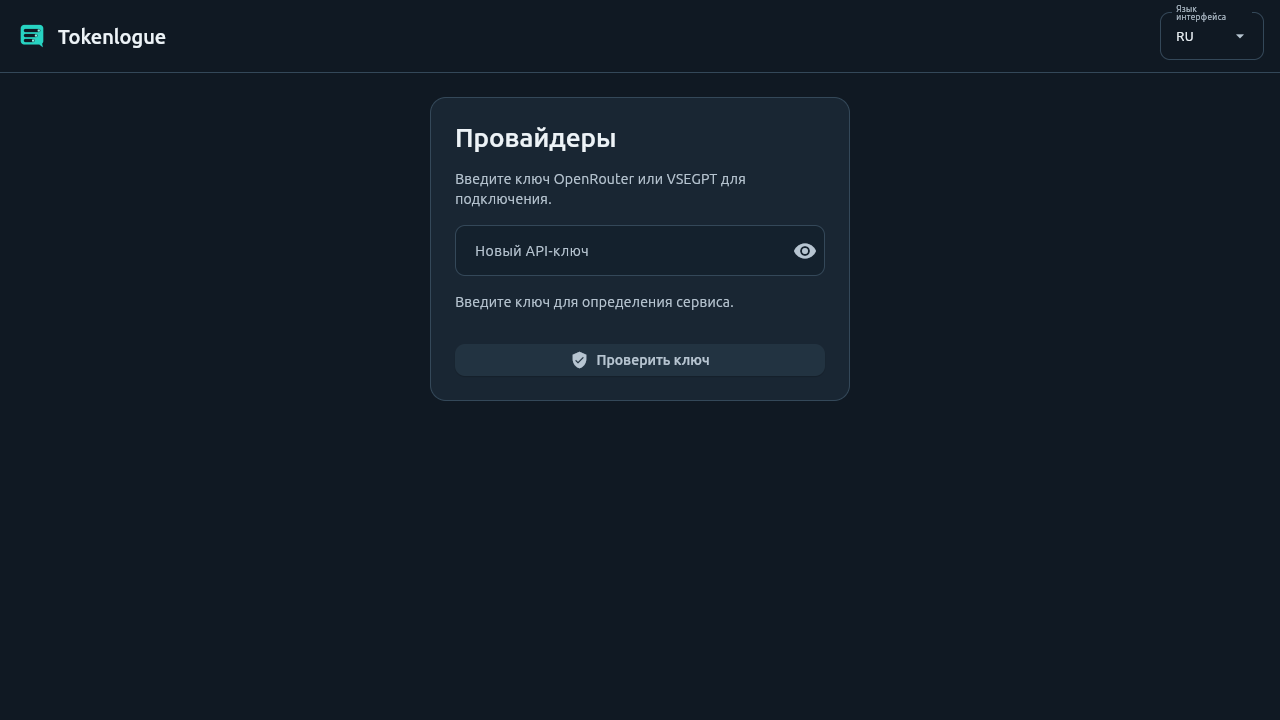 Tokenlogue
Язык
интерфейса
RU
Провайдеры
Введите ключ OpenRouter или VSEGPT для
подключения.
Новый API-ключ
Введите ключ для определения сервиса.
Проверить ключ